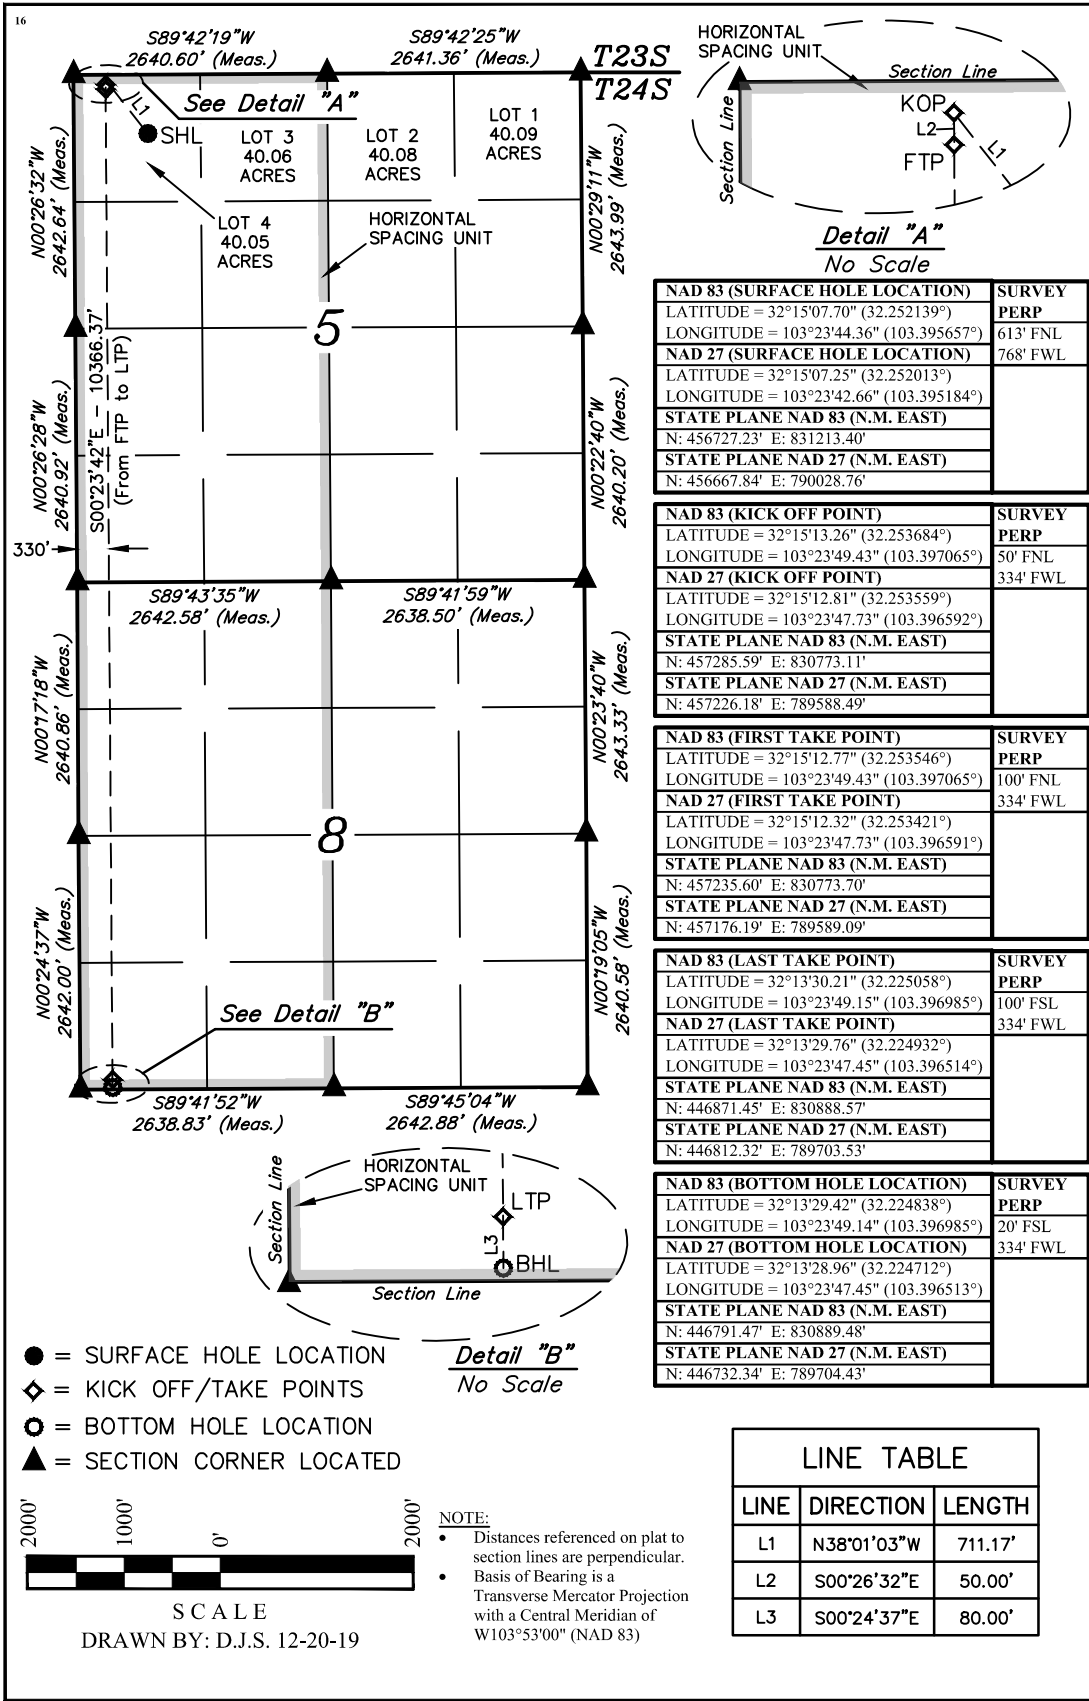 16
S89°42'19"W
2640.60' (Meas.)
S89°42'25"W
2641.36' (Meas.)
T23S
T24S
See Detail "A"
L1
SHL
LOT 3
40.06
ACRES
LOT 2
40.08
ACRES
LOT 1
40.09
ACRES
LOT 4
40.05
ACRES
HORIZONTAL
SPACING UNIT
N00°26'32"W
2642.64' (Meas.)
N00°29'11"W
2643.99' (Meas.)
5
S00°23'42"E - 10366.37'
(From FTP to LTP)
N00°26'28"W
2640.92' (Meas.)
N00°22'40"W
2640.20' (Meas.)
330'
S89°43'35"W
2642.58' (Meas.)
S89°41'59"W
2638.50' (Meas.)
N00°17'18"W
2640.86' (Meas.)
N00°23'40"W
2643.33' (Meas.)
8
N00°24'37"W
2642.00' (Meas.)
N00°19'05"W
2640.58' (Meas.)
See Detail "B"
S89°41'52"W
2638.83' (Meas.)
S89°45'04"W
2642.88' (Meas.)
HORIZONTAL
SPACING UNIT
Section Line
Section Line
KOP
L2
FTP
L1
Detail "A"
No Scale
NAD 83 (SURFACE HOLE LOCATION)
LATITUDE = 32°15'07.70" (32.252139°)
LONGITUDE = 103°23'44.36" (103.395657°)
NAD 27 (SURFACE HOLE LOCATION)
LATITUDE = 32°15'07.25" (32.252013°)
LONGITUDE = 103°23'42.66" (103.395184°)
STATE PLANE NAD 83 (N.M. EAST)
N: 456727.23' E: 831213.40'
STATE PLANE NAD 27 (N.M. EAST)
N: 456667.84' E: 790028.76'
SURVEY
PERP
613' FNL
768' FWL
NAD 83 (KICK OFF POINT)
LATITUDE = 32°15'13.26" (32.253684°)
LONGITUDE = 103°23'49.43" (103.397065°)
NAD 27 (KICK OFF POINT)
LATITUDE = 32°15'12.81" (32.253559°)
LONGITUDE = 103°23'47.73" (103.396592°)
STATE PLANE NAD 83 (N.M. EAST)
N: 457285.59' E: 830773.11'
STATE PLANE NAD 27 (N.M. EAST)
N: 457226.18' E: 789588.49'
SURVEY
PERP
50' FNL
334' FWL
NAD 83 (FIRST TAKE POINT)
LATITUDE = 32°15'12.77" (32.253546°)
LONGITUDE = 103°23'49.43" (103.397065°)
NAD 27 (FIRST TAKE POINT)
LATITUDE = 32°15'12.32" (32.253421°)
LONGITUDE = 103°23'47.73" (103.396591°)
STATE PLANE NAD 83 (N.M. EAST)
N: 457235.60' E: 830773.70'
STATE PLANE NAD 27 (N.M. EAST)
N: 457176.19' E: 789589.09'
SURVEY
PERP
100' FNL
334' FWL
NAD 83 (LAST TAKE POINT)
LATITUDE = 32°13'30.21" (32.225058°)
LONGITUDE = 103°23'49.15" (103.396985°)
NAD 27 (LAST TAKE POINT)
LATITUDE = 32°13'29.76" (32.224932°)
LONGITUDE = 103°23'47.45" (103.396514°)
STATE PLANE NAD 83 (N.M. EAST)
N: 446871.45' E: 830888.57'
STATE PLANE NAD 27 (N.M. EAST)
N: 446812.32' E: 789703.53'
SURVEY
PERP
100' FSL
334' FWL
NAD 83 (BOTTOM HOLE LOCATION)
LATITUDE = 32°13'29.42" (32.224838°)
LONGITUDE = 103°23'49.14" (103.396985°)
NAD 27 (BOTTOM HOLE LOCATION)
LATITUDE = 32°13'28.96" (32.224712°)
LONGITUDE = 103°23'47.45" (103.396513°)
STATE PLANE NAD 83 (N.M. EAST)
N: 446791.47' E: 830889.48'
STATE PLANE NAD 27 (N.M. EAST)
N: 446732.34' E: 789704.43'
SURVEY
PERP
20' FSL
334' FWL
HORIZONTAL
SPACING UNIT
Section Line
LTP
L3
BHL
Section Line
Detail "B"
No Scale
= SURFACE HOLE LOCATION
= KICK OFF/TAKE POINTS
= BOTTOM HOLE LOCATION
= SECTION CORNER LOCATED
2000'
1000'
0'
2000'
SCALE
DRAWN BY: D.J.S. 12-20-19
NOTE:
• Distances referenced on plat to
section lines are perpendicular.
• Basis of Bearing is a
Transverse Mercator Projection
with a Central Meridian of
W103°53'00" (NAD 83)
LINE TABLE
LINE DIRECTION LENGTH
L1 N38°01'03"W 711.17'
L2 S00°26'32"E 50.00'
L3 S00°24'37"E 80.00'